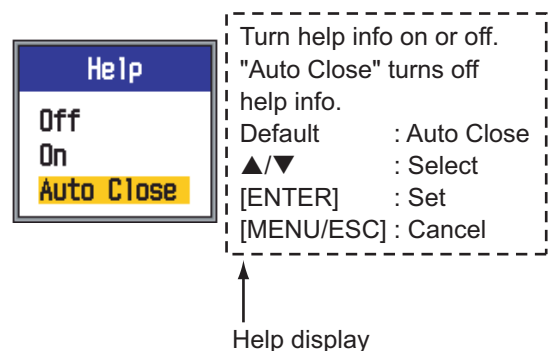 Help
Off
On
Auto Close
Turn help info on or off.
"Auto Close" turns off
help info.
Default : Auto Close
▲/▼ : Select
[ENTER] : Set
[MENU/ESC] : Cancel
Help display